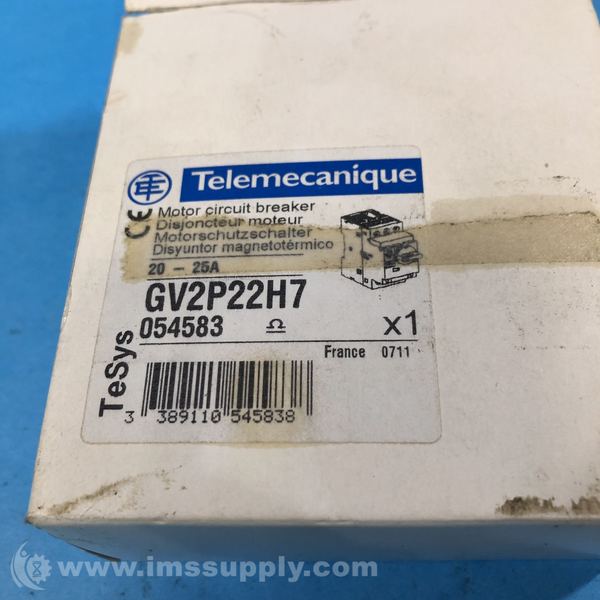 Telemecanique
CE
Motor circuit breaker
Disjoncteur moteur
Motorschutzschalter
Disyuntor magnetotérmico
20 - 25A
GV2P22H7
054583
x1
TeSys
France 0711
3 389110 545838
www.imssupply.com